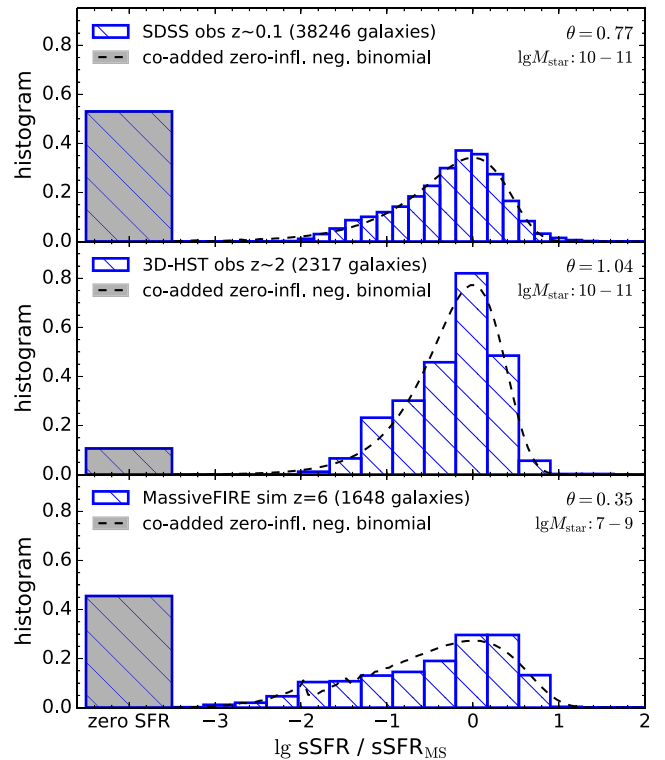 SDSS obs z~0.1 (38246 galaxies)
co-added zero-infl. neg. binomial
θ = 0.77
lgMstar: 10 − 11
histogram
0.8
0.6
0.4
0.2
0.0
3D-HST obs z~2 (2317 galaxies)
co-added zero-infl. neg. binomial
θ = 1.04
lgMstar: 10 − 11
histogram
0.8
0.6
0.4
0.2
0.0
MassiveFIRE sim z=6 (1648 galaxies)
co-added zero-infl. neg. binomial
θ = 0.35
lgMstar: 7 − 9
histogram
0.8
0.6
0.4
0.2
0.0
zero SFR −3 −2 −1 0 1 2
lg sSFR / sSFRMS